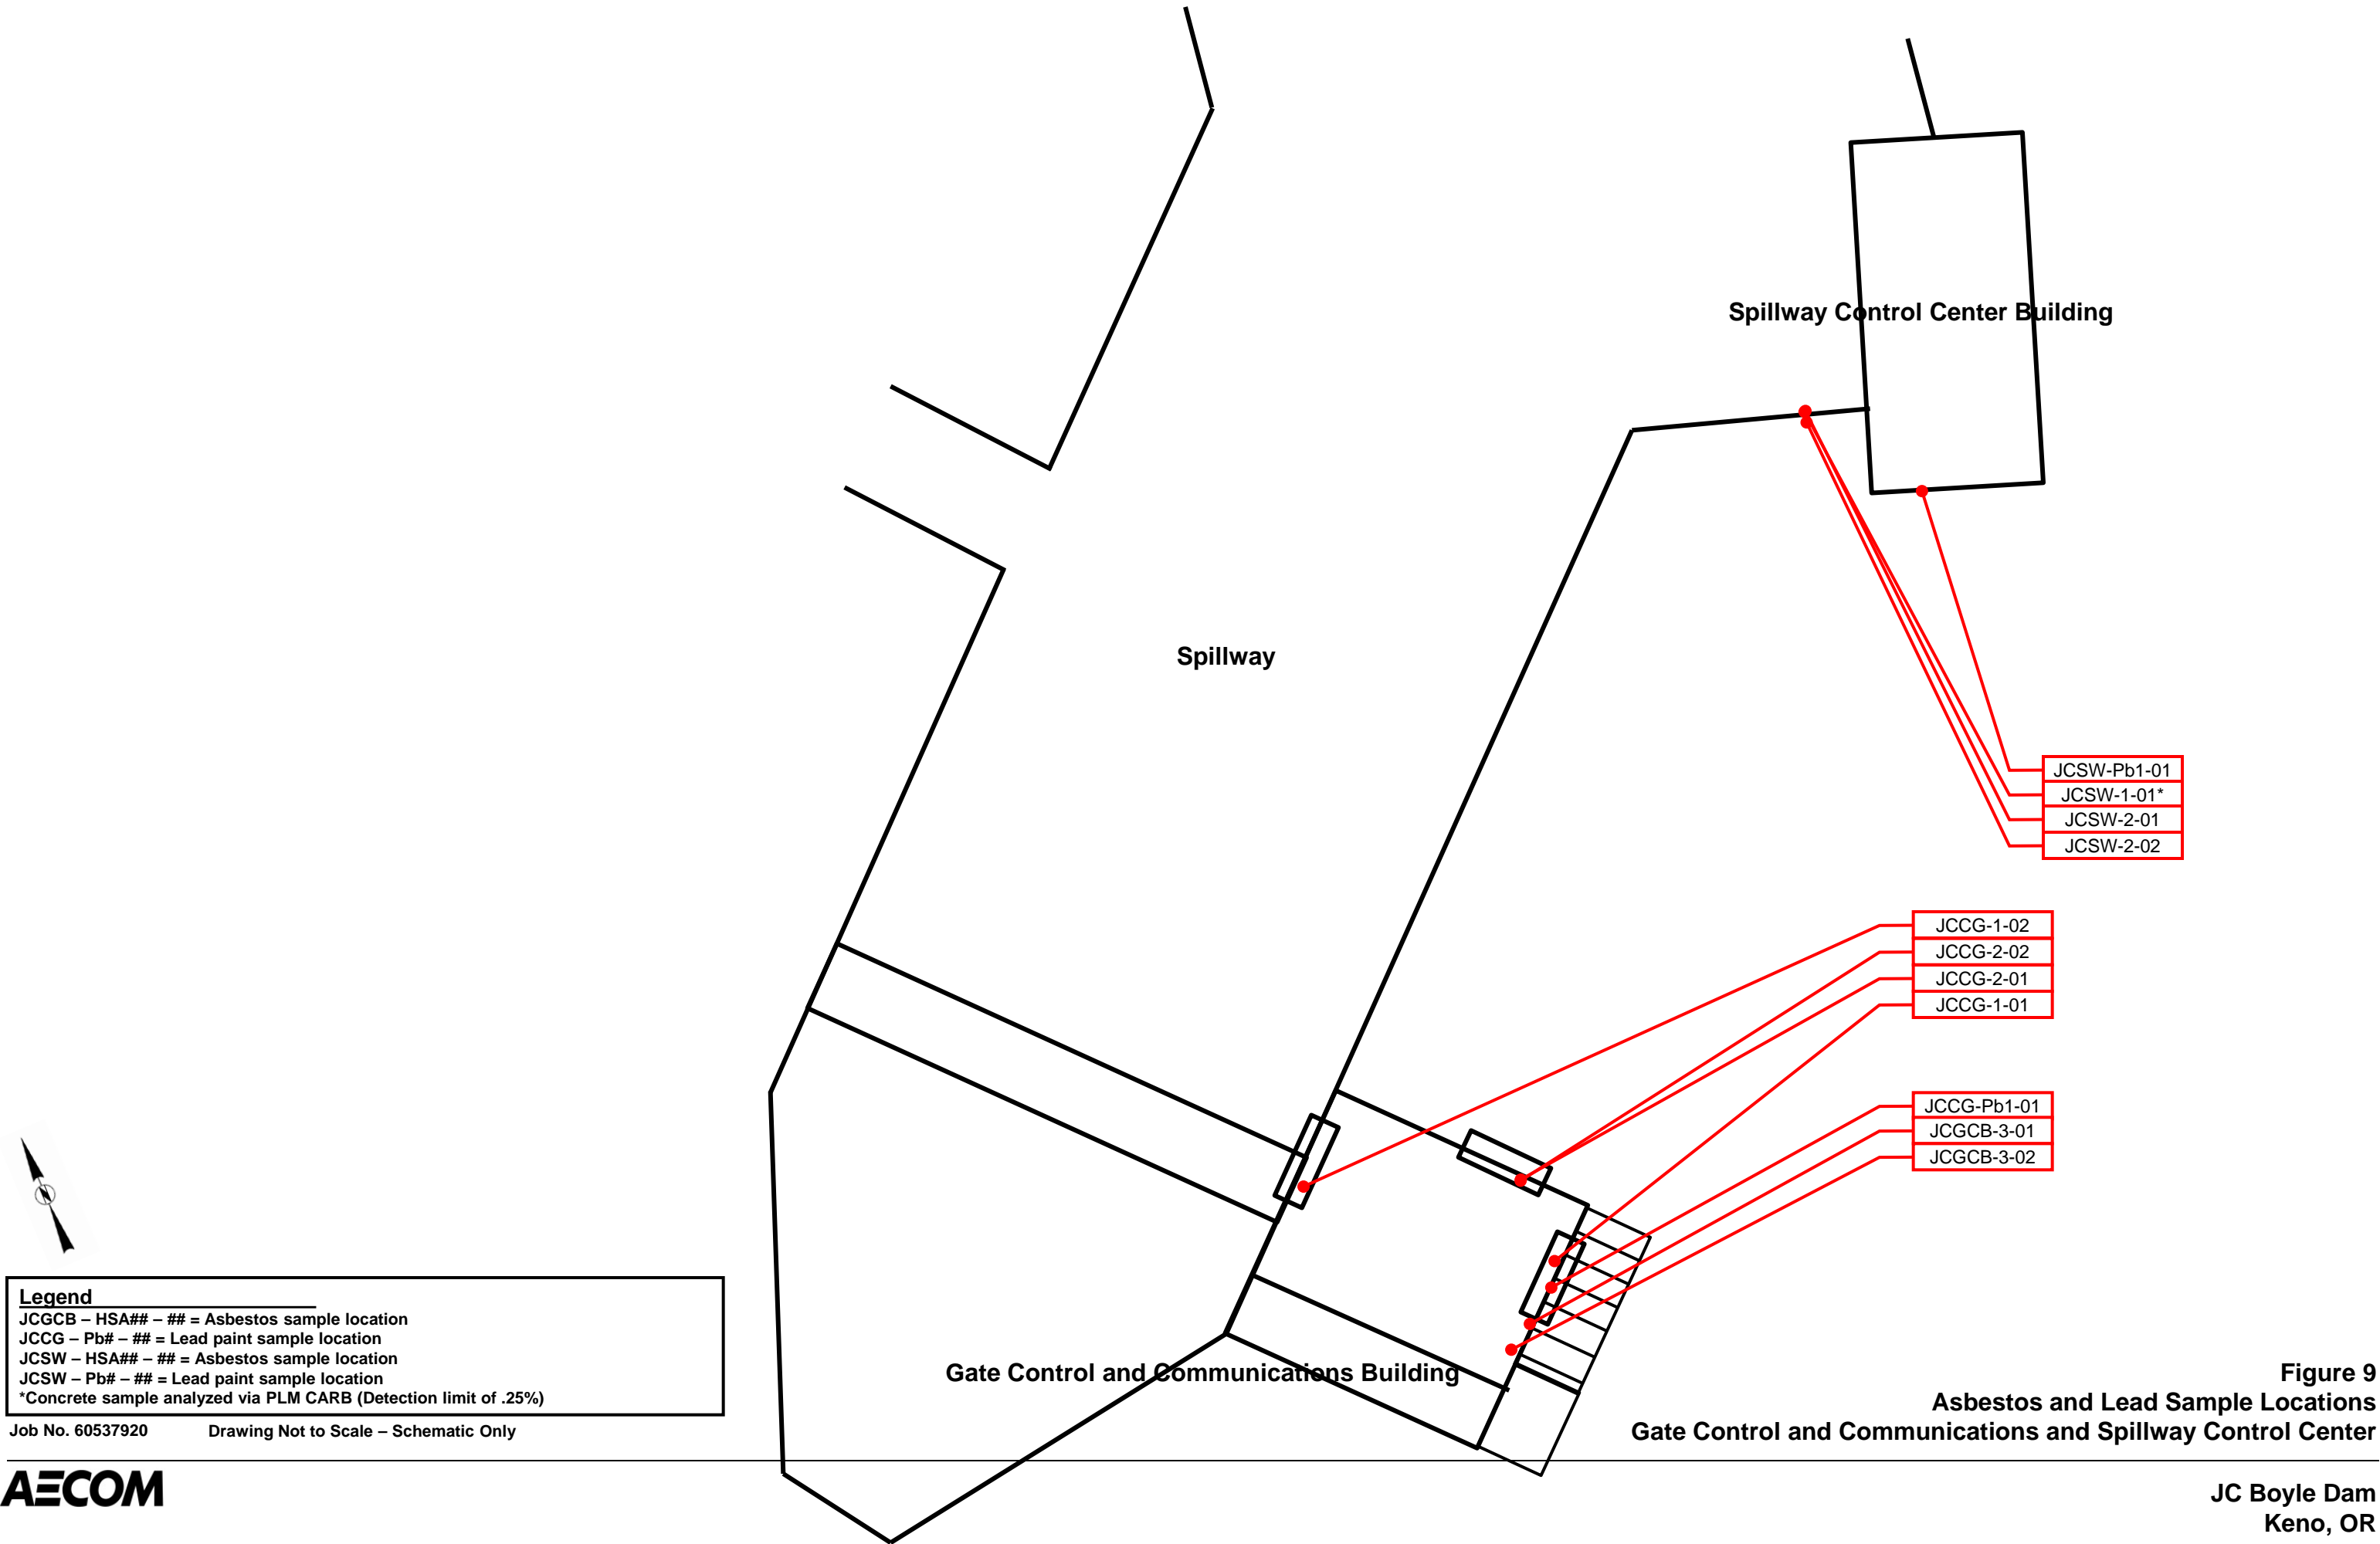 Spillway Control Center Building
Spillway
JCSW-Pb1-01
JCSW-1-01*
JCSW-2-01
JCSW-2-02
JCCG-1-02
JCCG-2-02
JCCG-2-01
JCCG-1-01
JCCG-Pb1-01
JCGCB-3-01
JCGCB-3-02
N
Legend
JCGCB – HSA## – ## = Asbestos sample location
JCCG – Pb# – ## = Lead paint sample location
JCSW – HSA## – ## = Asbestos sample location
JCSW – Pb# – ## = Lead paint sample location
*Concrete sample analyzed via PLM CARB (Detection limit of .25%)
Job No. 60537920 Drawing Not to Scale – Schematic Only
Gate Control and Communications Building
Figure 9
Asbestos and Lead Sample Locations
Gate Control and Communications and Spillway Control Center
AECOM
JC Boyle Dam
Keno, OR